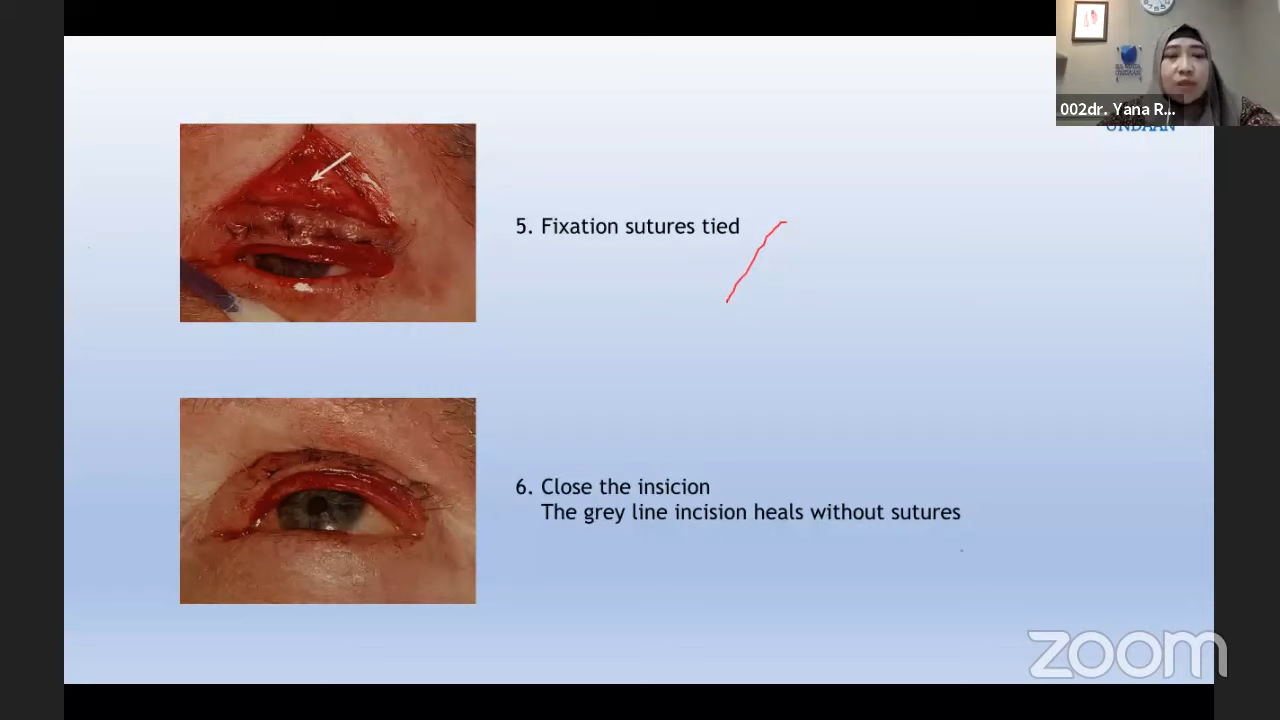 002dr. Yana R...
UNDAAN
5. Fixation sutures tied
6. Close the insicion
The grey line incision heals without sutures
zoom